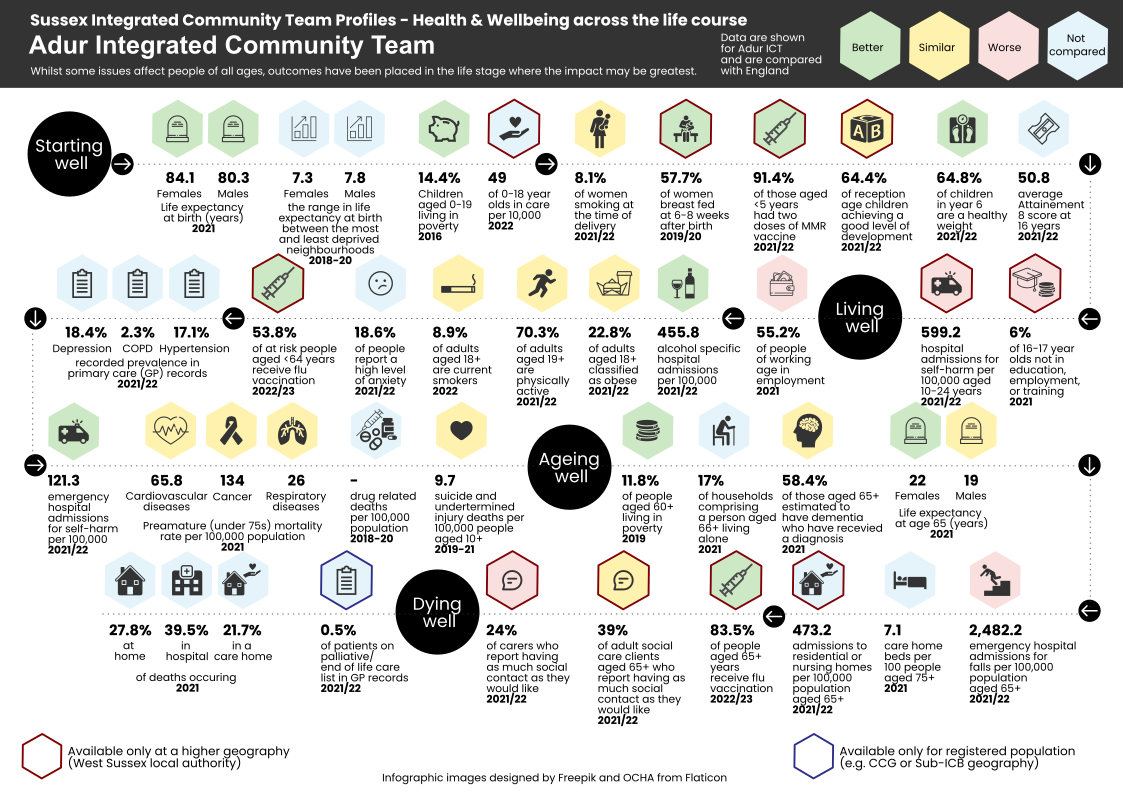 Sussex Integrated Community Team Profiles - Health & Wellbeing across the life course
Adur Integrated Community Team
Whilst some issues affect people of all ages, outcomes have been placed in the life stage where the impact may be greatest.
Data are shown
for Adur ICT
and are compared
with England
Better
Similar
Worse
Not
compared
Starting
well
84.1
Females
80.3
Males
Life expectancy
at birth (years)
2021
7.3
Females
7.8
Males
the range in life
expectancy at birth
between the most
and least deprived
neighbourhoods
2018-20
14.4%
Children
aged 0-19
living in
poverty
2016
49
of 0-18 year
olds in care
per 10,000
2022
8.1%
of women
smoking at
the time of
delivery
2021/22
57.7%
of women
breast fed
at 6-8 weeks
after birth
2019/20
91.4%
of those aged
<5 years
had two
doses of MMR
vaccine
2021/22
A B
64.4%
of reception
age children
achieving a
good level of
development
2021/22
64.8%
of children
in year 6
are a healthy
weight
2021/22
50.8
average
Attainement
8 score at
16 years
2021/22
18.4%
Depression
2.3%
COPD
17.1%
Hypertension
recorded prevalence in
primary care (GP) records
2021/22
53.8%
of at risk people
aged <64 years
receive flu
vaccination
2022/23
18.6%
of people
report a
high level
of anxiety
2021/22
8.9%
of adults
aged 18+
are current
smokers
2022
70.3%
of adults
aged 19+
are
physically
active
2021/22
22.8%
of adults
aged 18+
classified
as obese
2021/22
455.8
alcohol specific
hospital
admissions
per 100,000
2021/22
55.2%
of people
of working
age in
employment
2021
Living
well
599.2
hospital
admissions for
self-harm per
100,000 aged
10-24 years
2021/22
6%
of 16-17 year
olds not in
education,
employment,
or training
2021
121.3
emergency
hospital
admissions
for self-harm
per 100,000
2021/22
65.8
Cardiovascular
diseases
134
Cancer
26
Respiratory
diseases
Preamature (under 75s) mortality
rate per 100,000 population
2021
-
drug related
deaths
per 100,000
population
2018-20
9.7
suicide and
undertermined
injury deaths per
100,000 people
aged 10+
2019-21
Ageing
well
11.8%
of people
aged 60+
living in
poverty
2019
17%
of households
comprising
a person aged
66+ living
alone
2021
58.4%
of those aged 65+
estimated to
have dementia
who have recevied
a diagnosis
2021
22
Females
19
Males
Life expectancy
at age 65 (years)
2021
27.8%
at
home
39.5%
in
hospital
21.7%
in a
care home
of deaths occuring
2021
0.5%
of patients on
palliative/
end of life care
list in GP records
2021/22
Dying
well
24%
of carers who
report having
as much social
contact as they
would like
2021/22
39%
of adult social
care clients
aged 65+ who
report having as
much social
contact as they
would like
2021/22
83.5%
of people
aged 65+
years
receive flu
vaccination
2022/23
473.2
admissions to
residential or
nursing homes
per 100,000
population
aged 65+
2021/22
7.1
care home
beds per
100 people
aged 75+
2021
2,482.2
emergency hospital
admissions for
falls per 100,000
population
aged 65+
2021/22
Available only at a higher geography
(West Sussex local authority)
Infographic images designed by Freepik and OCHA from Flaticon
Available only for registered population
(e.g. CCG or Sub-ICB geography)